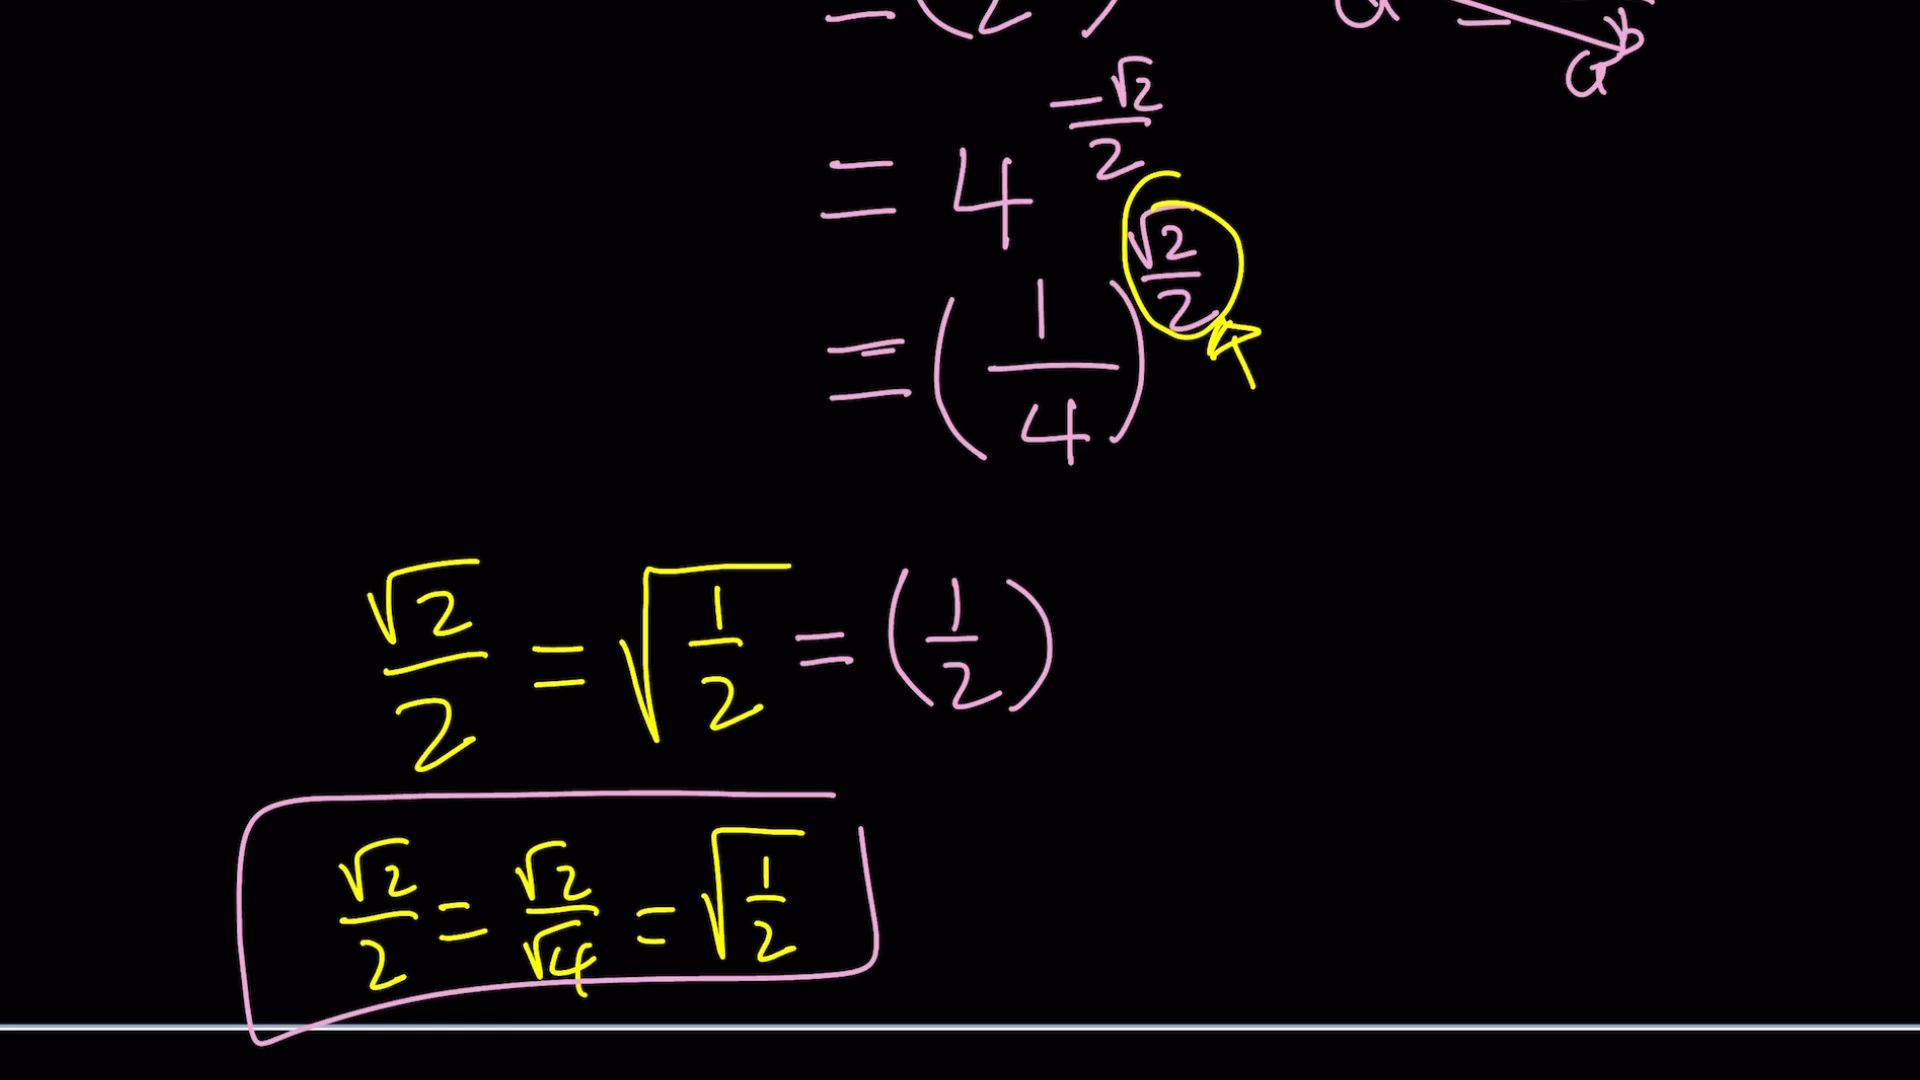 = 4^(-√2/2)
= (1/4)^(√2/2)
√2/2 = √(1/2) = (1/2)
√2/2 = √2/√4 = √(1/2)